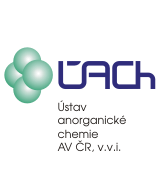 ÚACh
Ústav
anorganické
chemie
AV ČR, v.v.i.